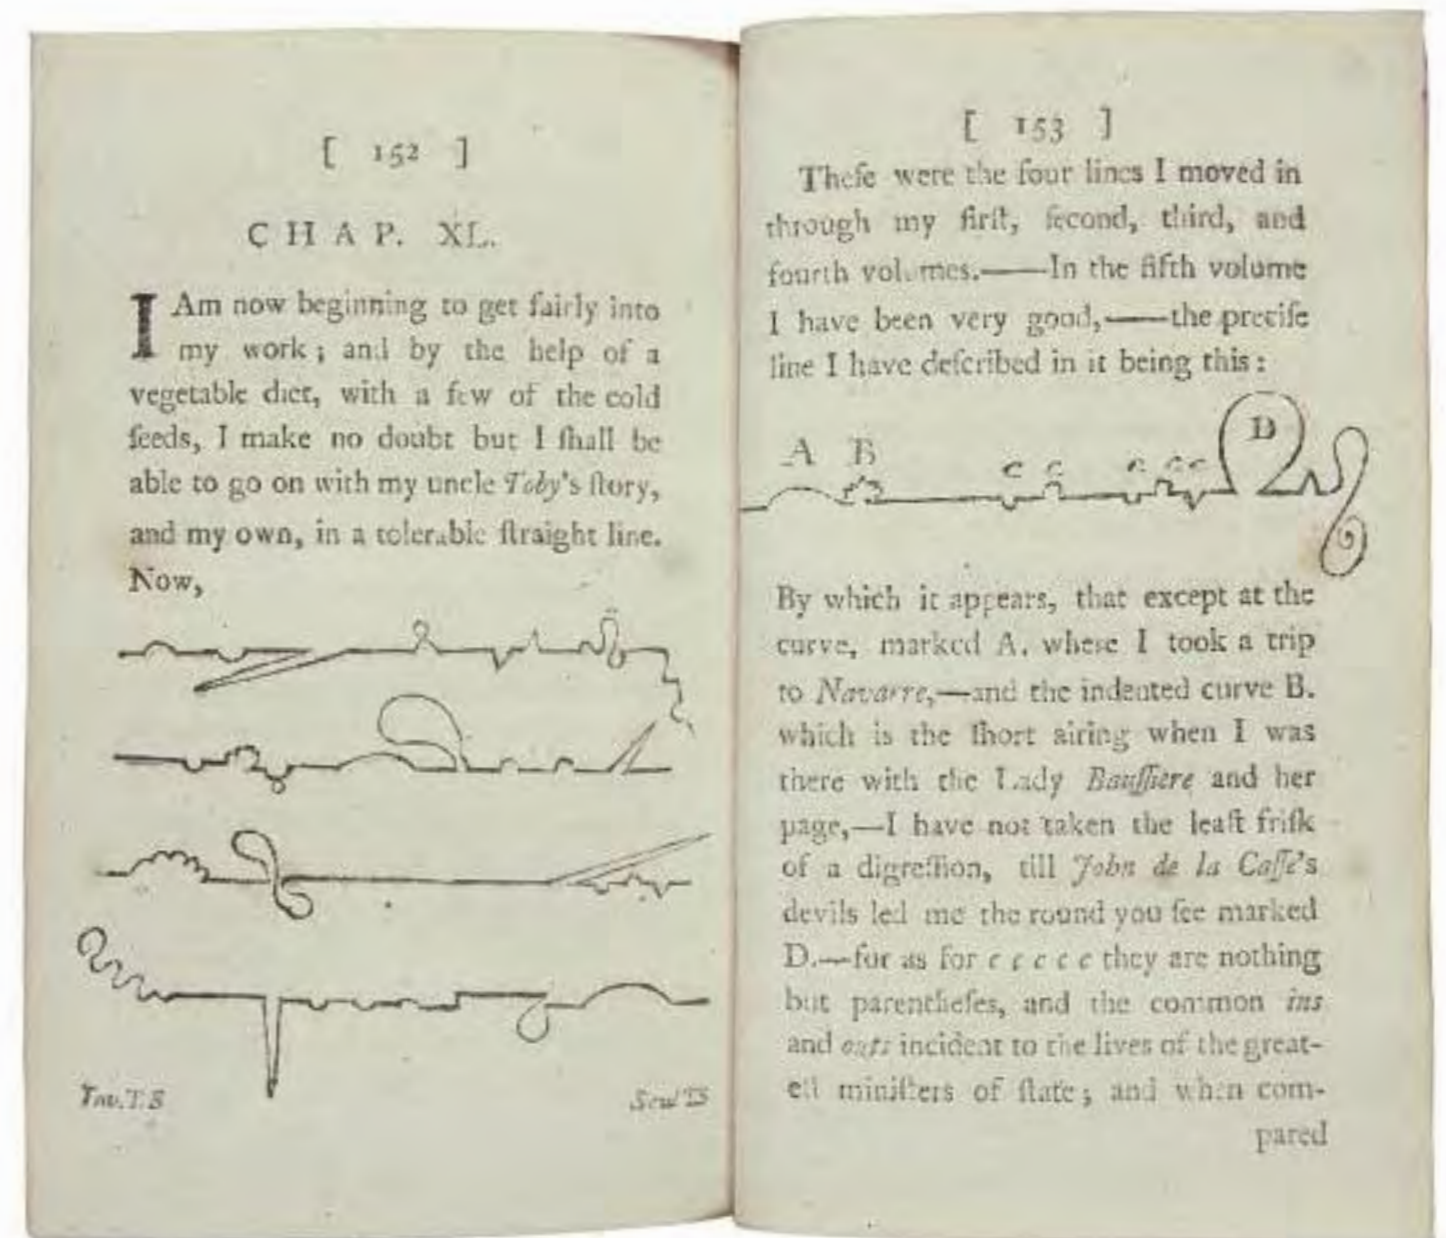 [ 152 ]
CHAP. XL.
I Am now beginning to get fairly into
my work; and by the help of a
vegetable diet, with a few of the cold
ſeeds, I make no doubt but I ſhall be
able to go on with my uncle Toby's ſtory,
and my own, in a tolerable ſtraight line.
Now,
Inv.T.S
Scul TS
[ 153 ]
Theſe were the four lines I moved in
through my firſt, ſecond, third, and
fourth volumes.——In the fifth volume
I have been very good,——the preciſe
line I have deſcribed in it being this:
A B c c c c c D
By which it appears, that except at the
curve, marked A. where I took a trip
to Navarre,—and the indented curve B.
which is the ſhort airing when I was
there with the Lady Bauſſiere and her
page,—I have not taken the leaſt friſk
of a digreſſion, till John de la Caſſe's
devils led me the round you ſee marked
D.—for as for c c c c c they are nothing
but parentheſes, and the common ins
and outs incident to the lives of the great-
eſt miniſters of ſtate; and when com-
pared